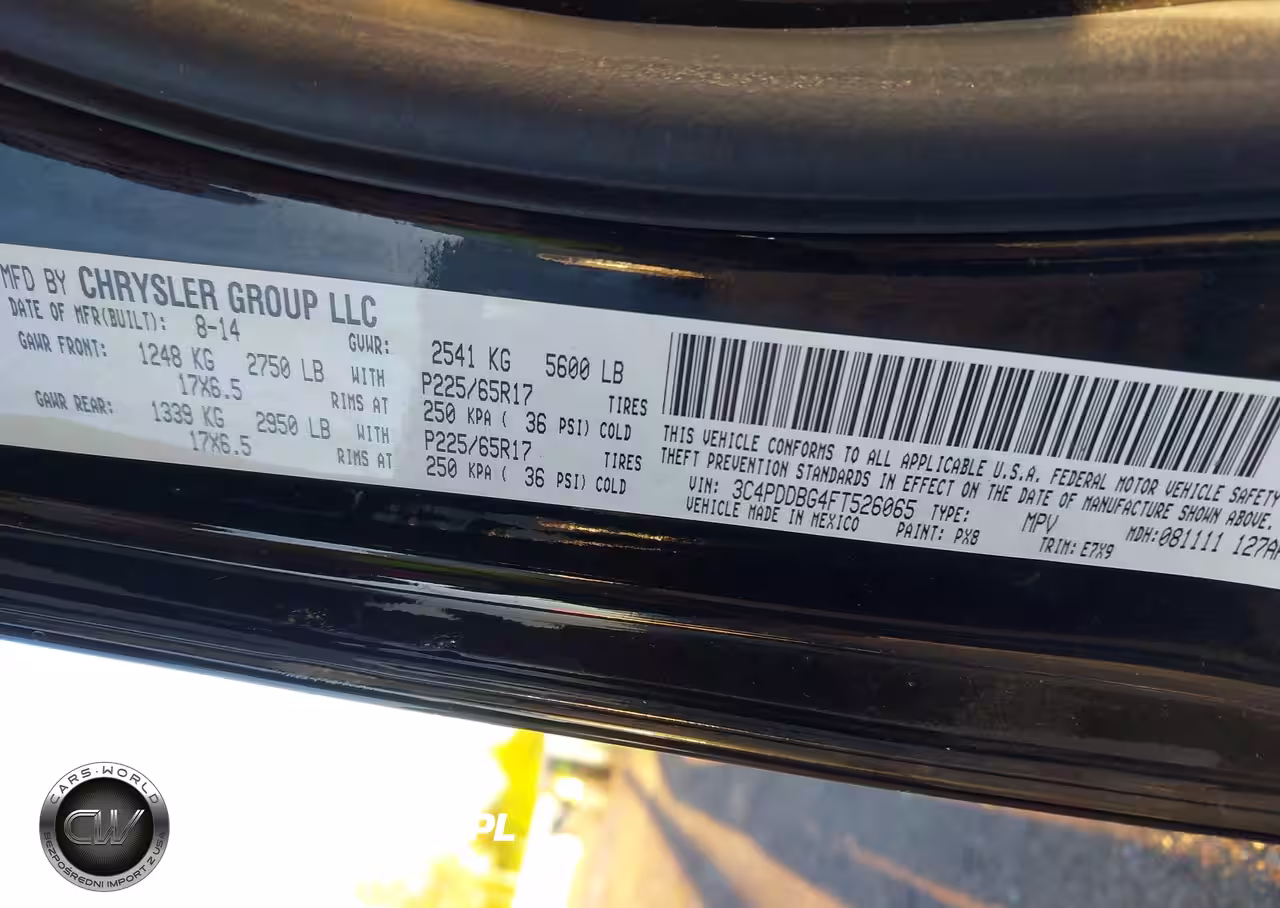 MFD BY CHRYSLER GROUP LLC
DATE OF MFR(BUILT): 8-14 GVWR: 2541 KG 5600 LB
GAWR FRONT: 1248 KG 2750 LB WITH P225/65R17 TIRES
17X6.5 RIMS AT 250 KPA ( 36 PSI) COLD
GAWR REAR: 1339 KG 2950 LB WITH P225/65R17 TIRES
17X6.5 RIMS AT 250 KPA ( 36 PSI) COLD
THIS VEHICLE CONFORMS TO ALL APPLICABLE U.S.A. FEDERAL MOTOR VEHICLE SAFETY
THEFT PREVENTION STANDARDS IN EFFECT ON THE DATE OF MANUFACTURE SHOWN ABOVE.
VIN: 3C4PDDBG4FT526065 TYPE: MPV MDH:081111 127A
VEHICLE MADE IN MEXICO PAINT: PX8 TRIM: E7X9
CARS·WORLD
CW
BEZPOŚREDNI IMPORT Z USA
PL